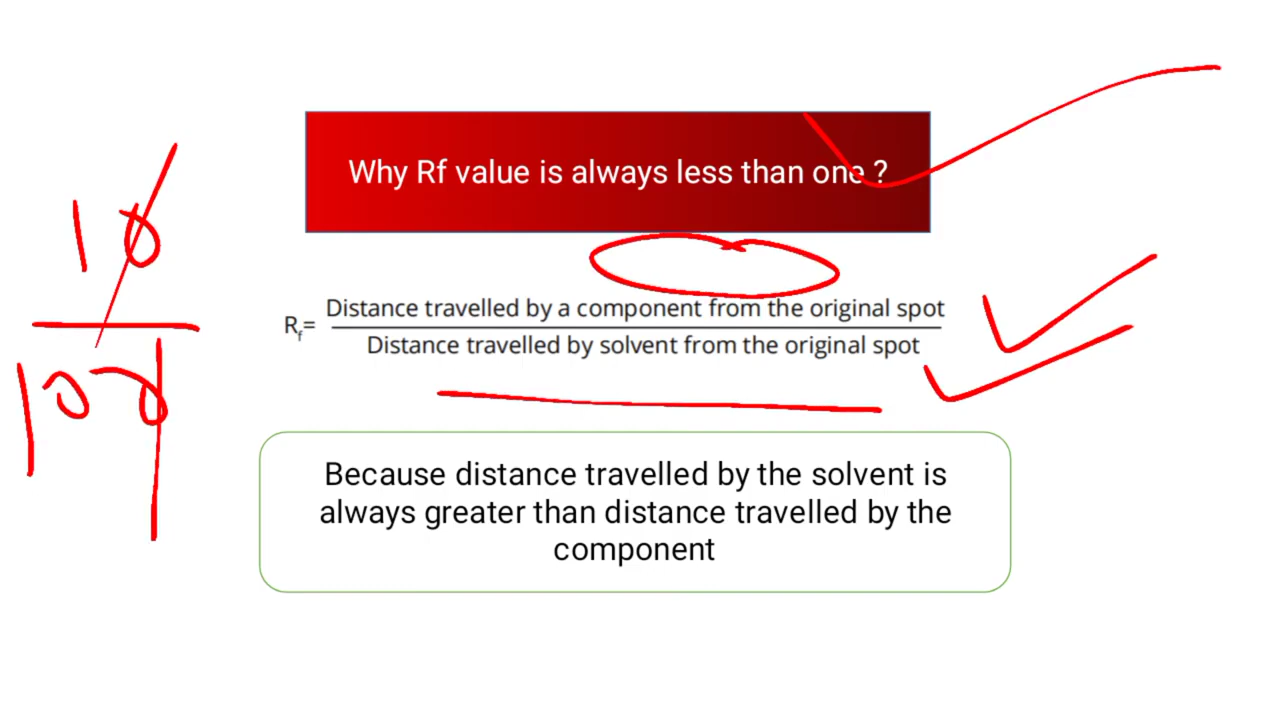 Why Rf value is always less than one ?
10
100
Rf= Distance travelled by a component from the original spot
Distance travelled by solvent from the original spot
Because distance travelled by the solvent is
always greater than distance travelled by the
component